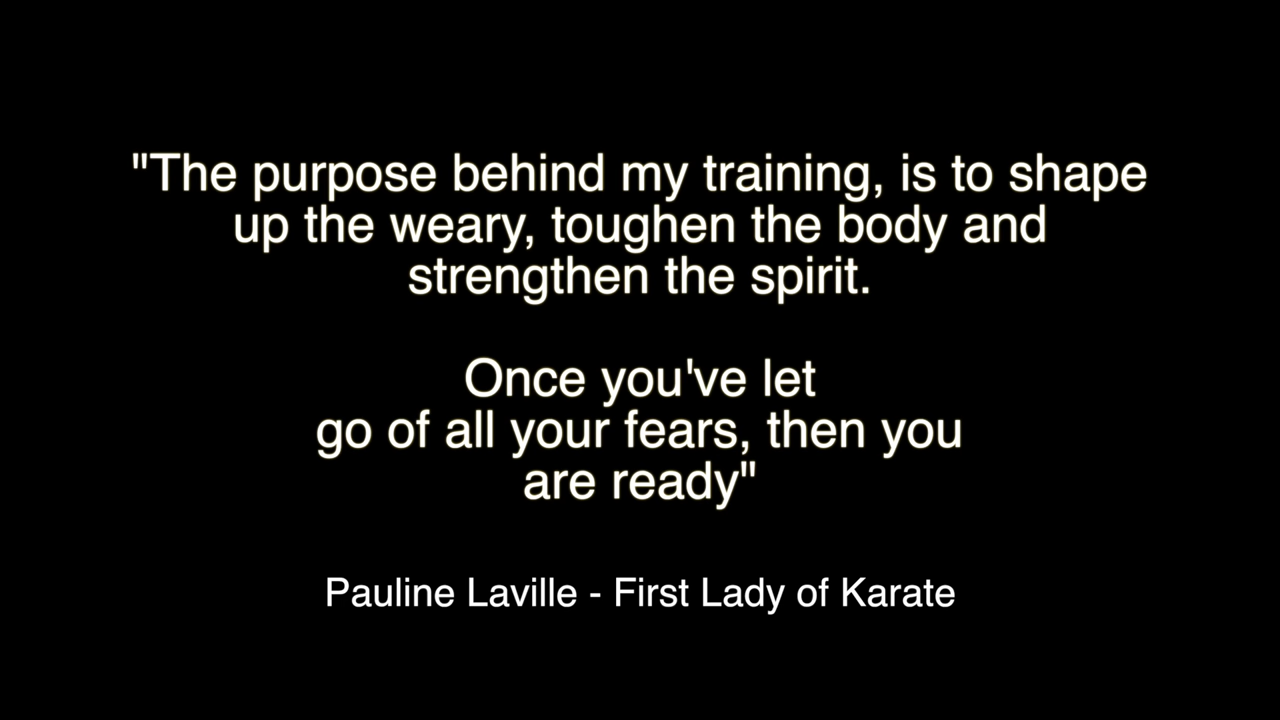 "The purpose behind my training, is to shape
up the weary, toughen the body and
strengthen the spirit.
Once you've let
go of all your fears, then you
are ready"
Pauline Laville - First Lady of Karate